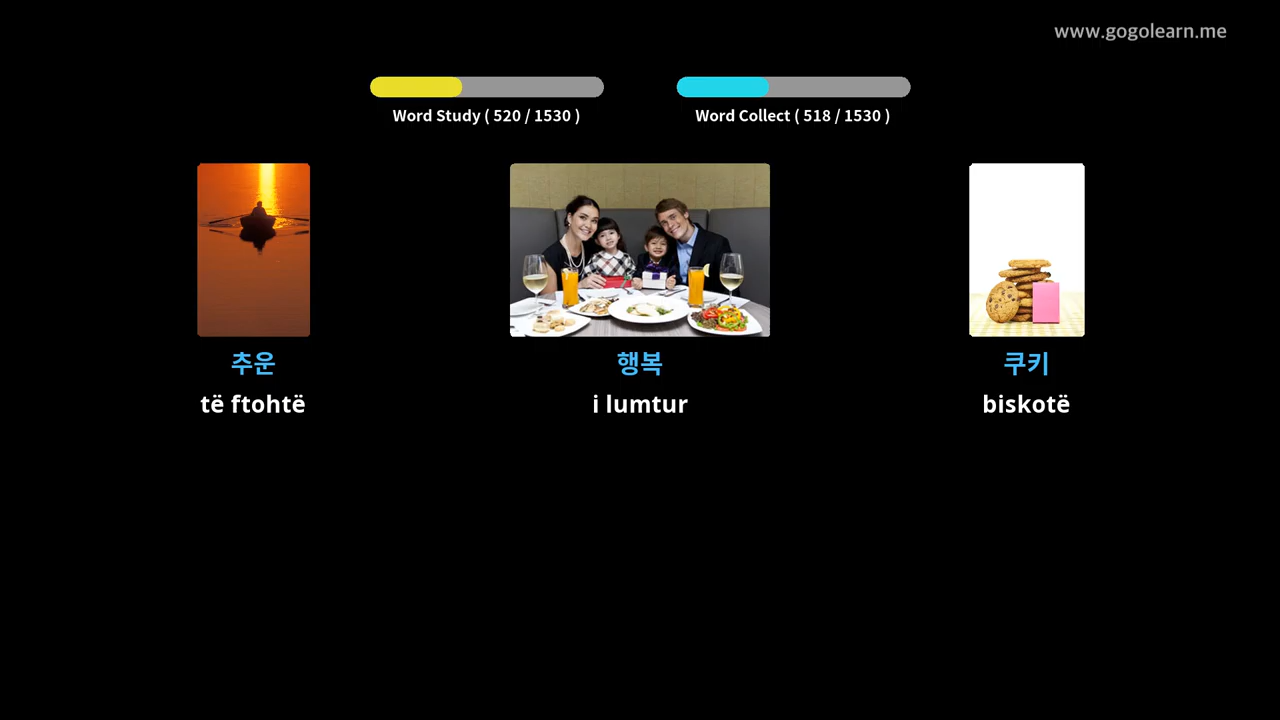 www.gogolearn.me
Word Study ( 520 / 1530 )
Word Collect ( 518 / 1530 )
추운
행복
쿠키
të ftohtë
i lumtur
biskotë